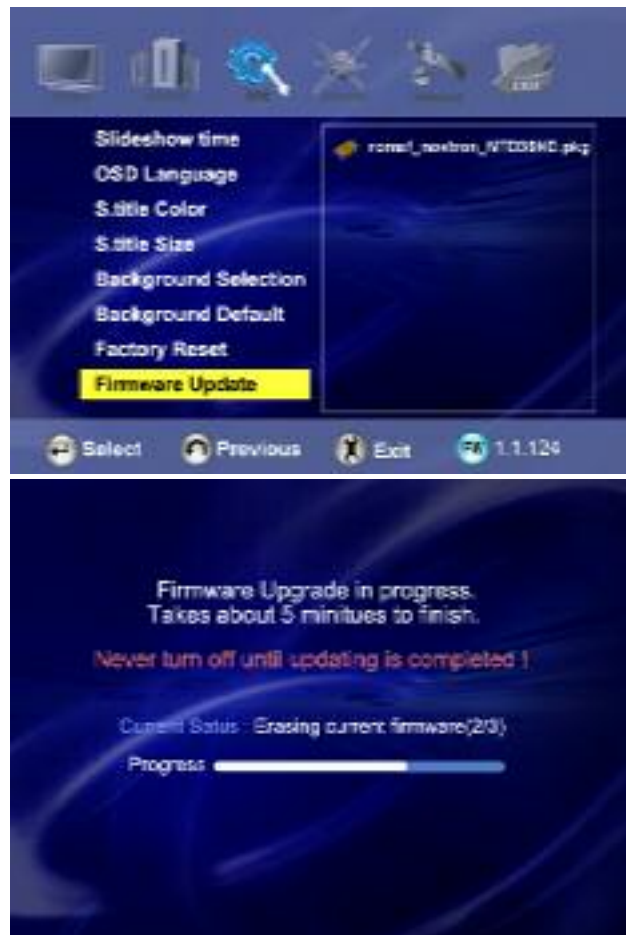 Slideshow time
OSD Language
S.title Color
S.title Size
Background Selection
Background Default
Factory Reset
Firmware Update
Select Previous Exit 1.1.124
Firmware Upgrade in progress.
Takes about 5 minitues to finish.
Never turn off until updating is completed !
Current Satus : Erasing current firmware(2/3)
Progress